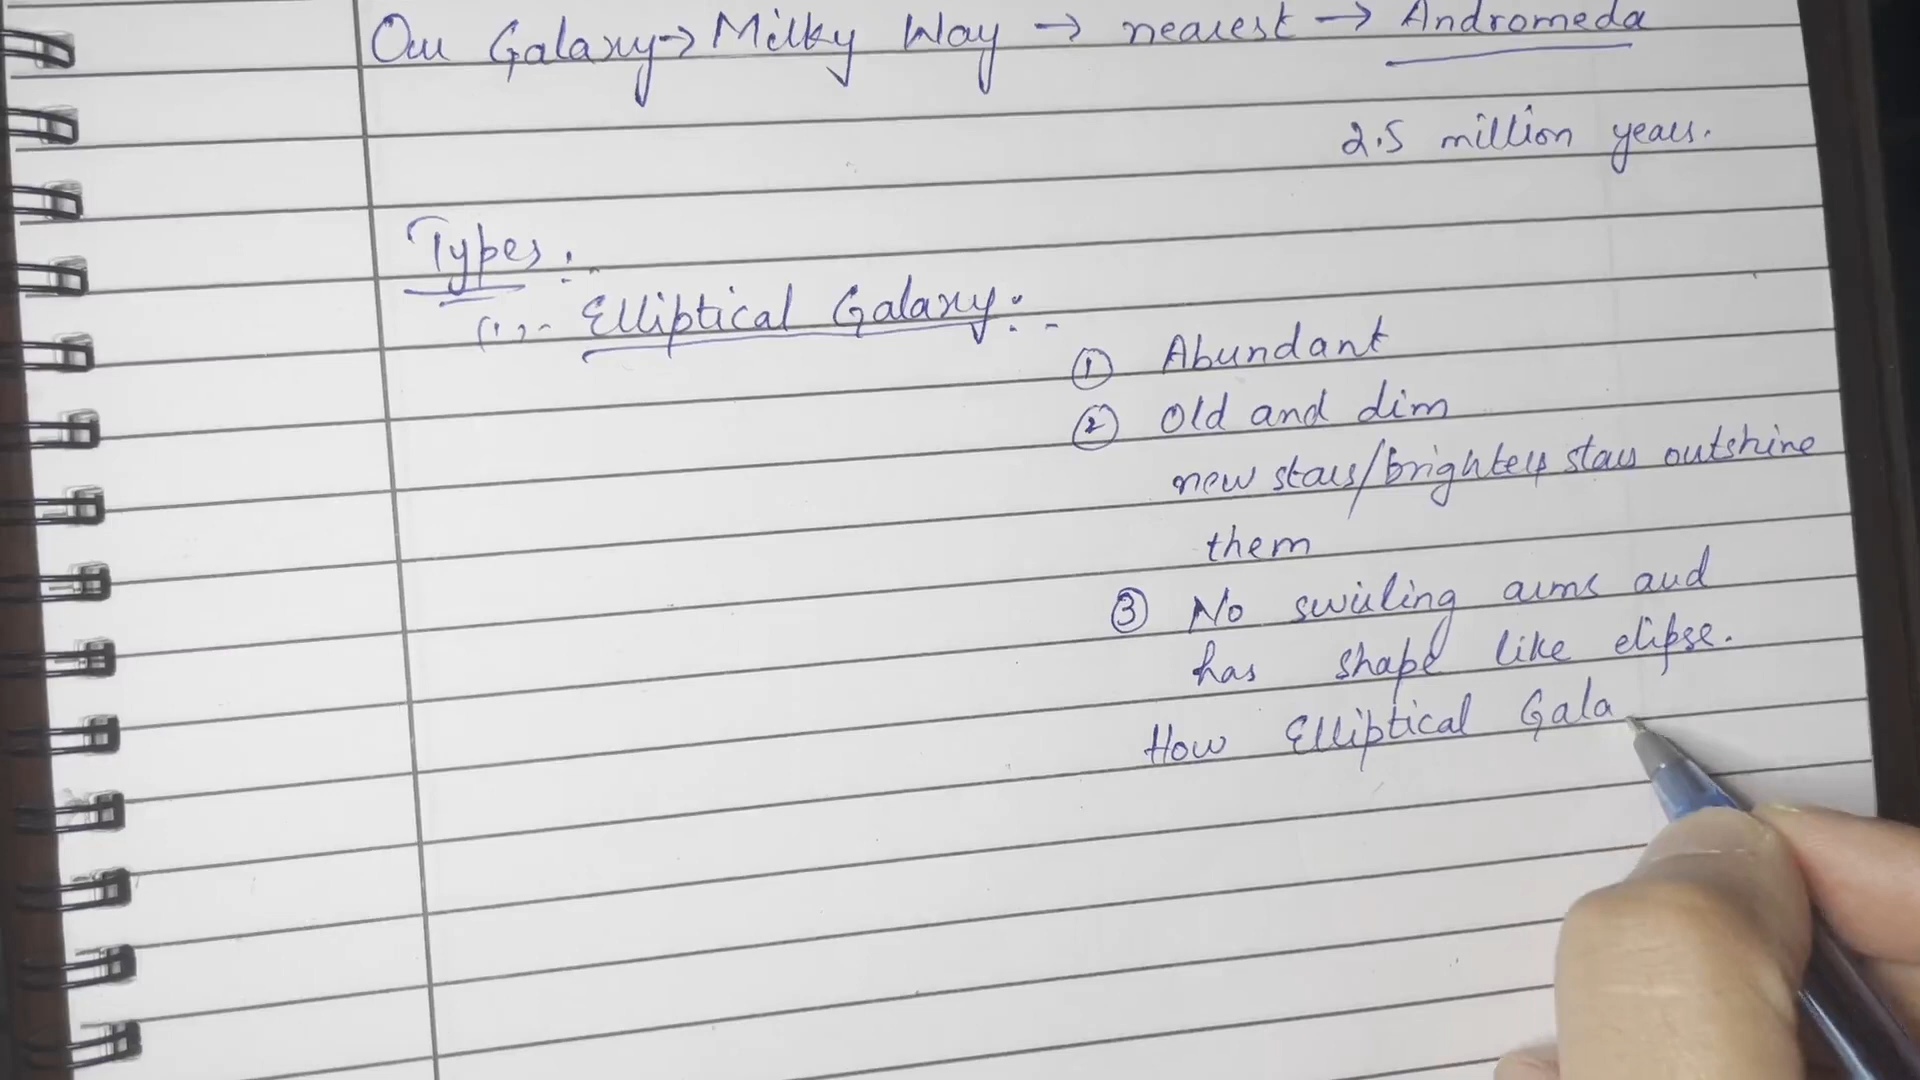 Our Galaxy→ Milky Way → nearest → Andromeda
2.5 million years.
Types:-
(1)- Elliptical Galaxy:-
① Abundant
② Old and dim
new stars/brighters stars outshine
them
③ No swirling arms and
has shape like elipse.
How Elliptical Gala